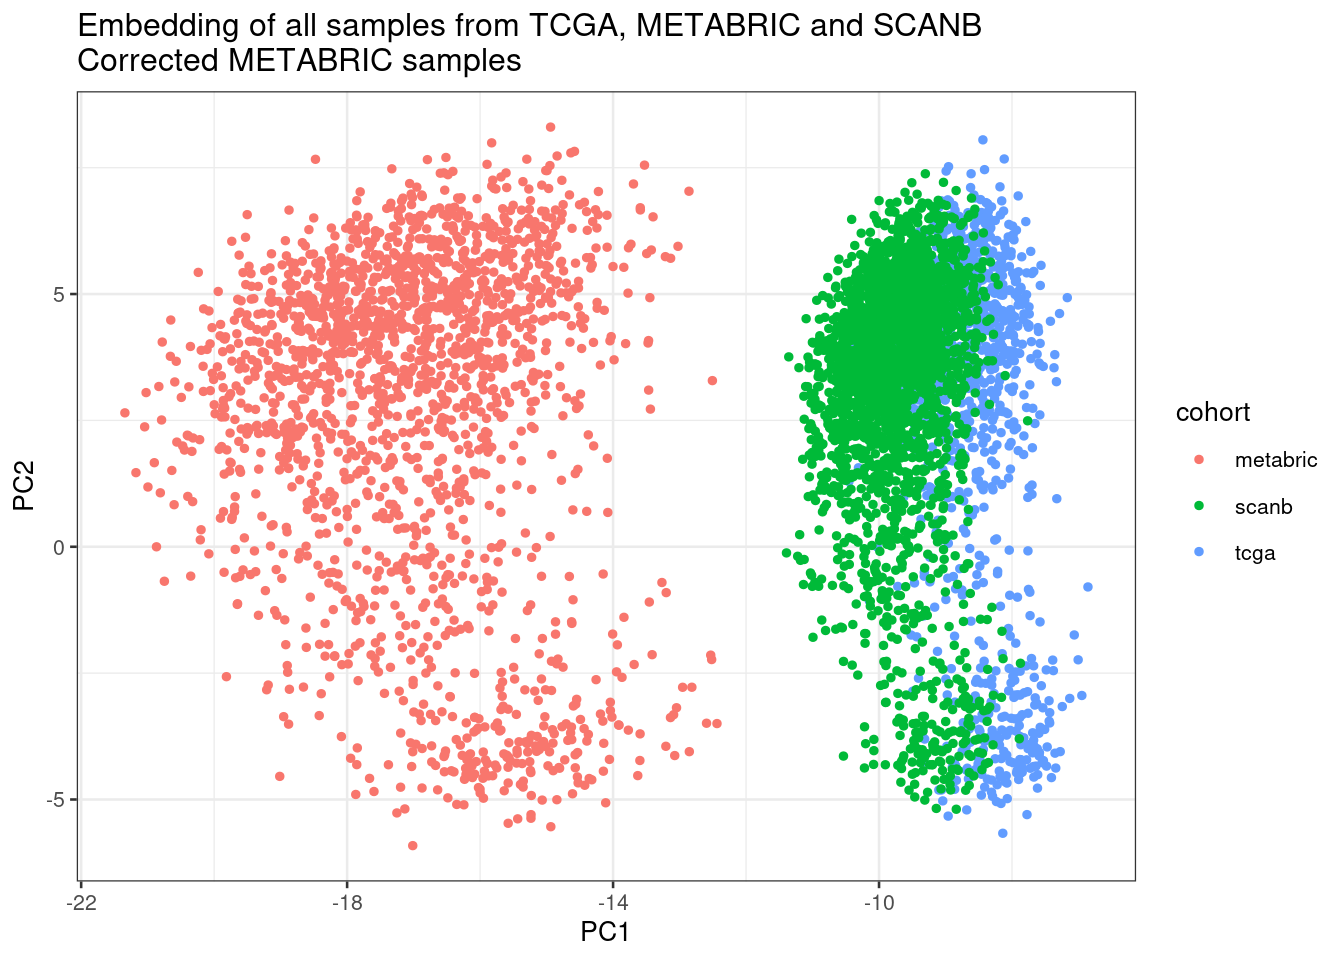 Embedding of all samples from TCGA, METABRIC and SCANB
Corrected METABRIC samples
5
0
-5
PC2
-22
-18
-14
-10
PC1
cohort
metabric
scanb
tcga